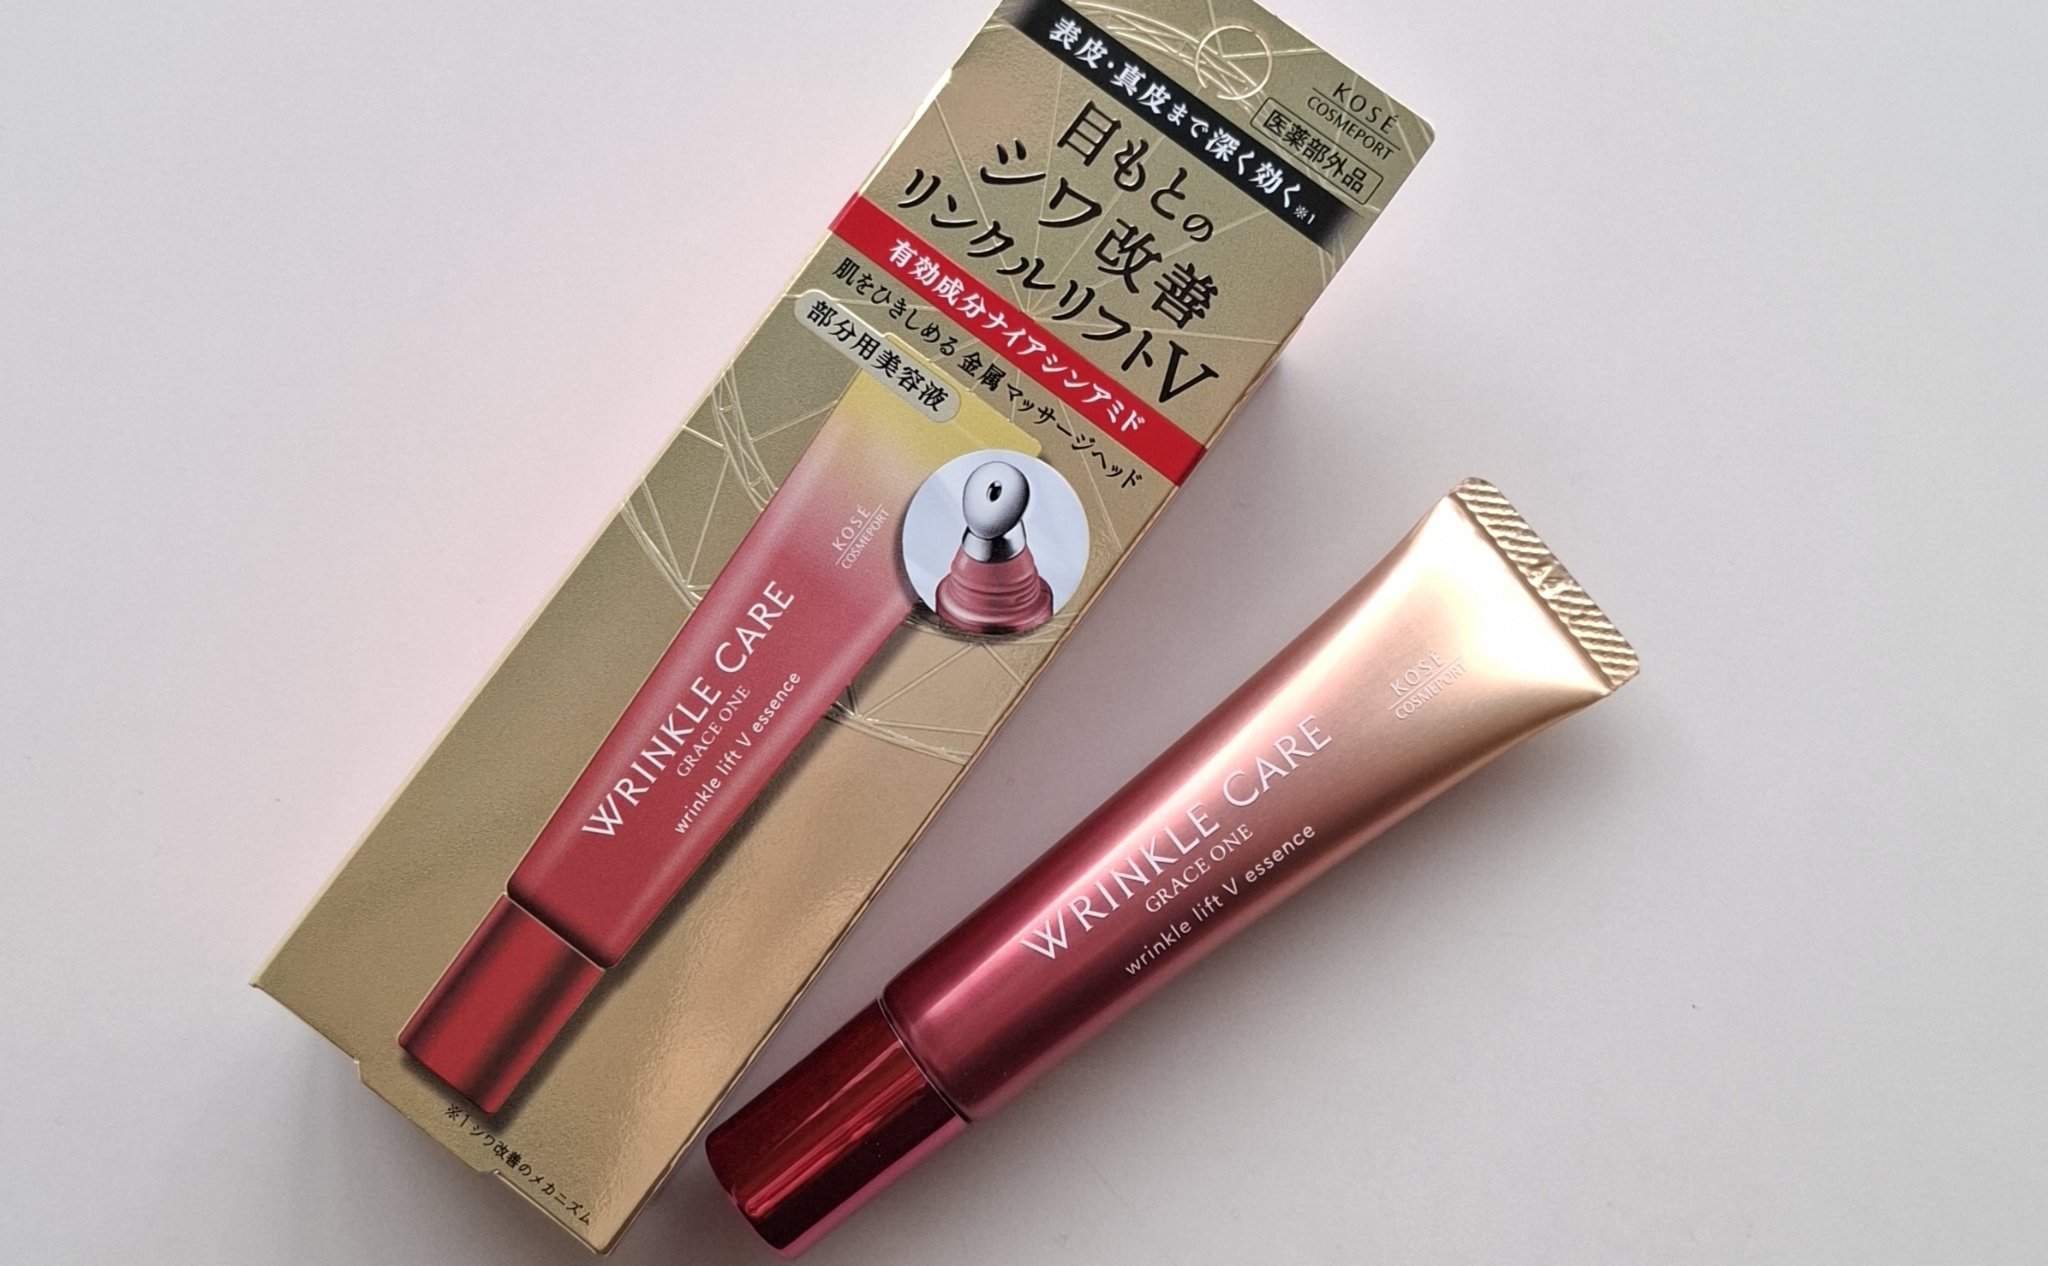 表皮・真皮まで深く効く※1
KOSÉ
COSMEPORT
医薬部外品
目もとの
シワ改善
リンクルリフトV
有効成分ナイアシンアミド
肌をひきしめる 金属マッサージヘッド
部分用美容液
KOSÉ
COSMEPORT
WRINKLE CARE
GRACE ONE
wrinkle lift V essence
※1 シワ改善のメカニズム
KOSÉ
COSMEPORT
WRINKLE CARE
GRACE ONE
wrinkle lift V essence